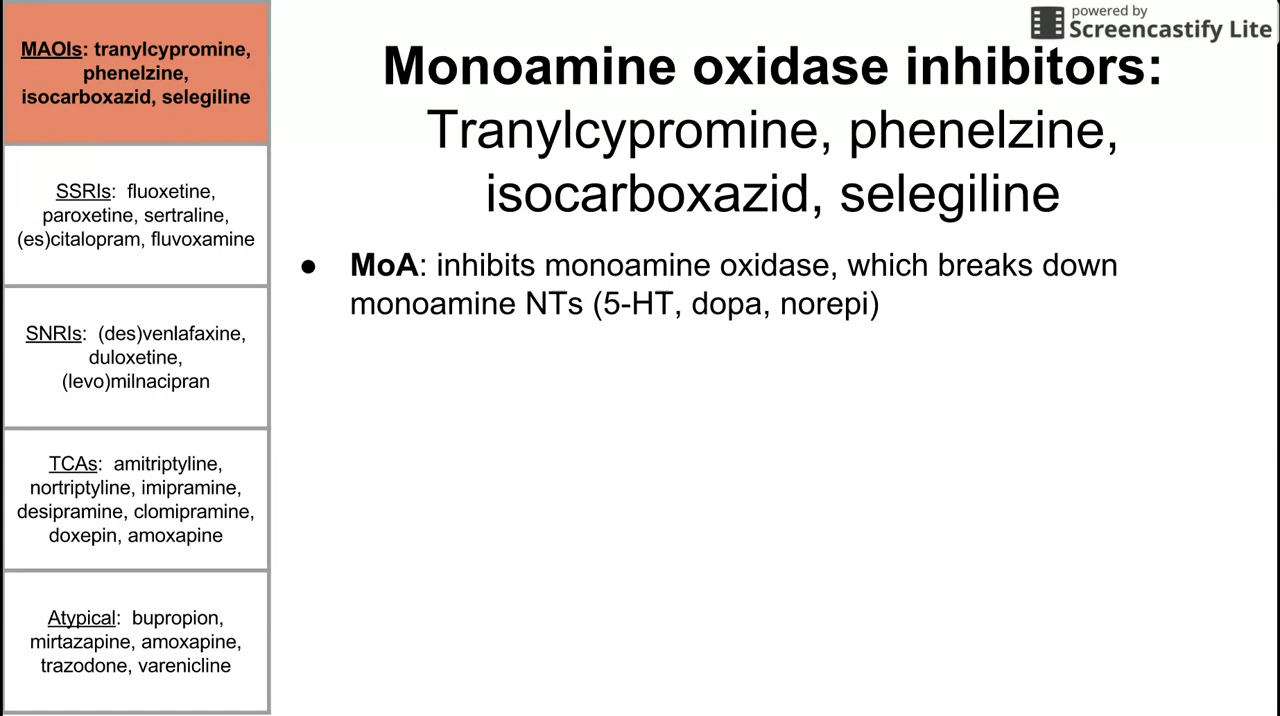 MAOIs: tranylcypromine,
phenelzine,
isocarboxazid, selegiline
SSRIs:  fluoxetine,
paroxetine, sertraline,
(es)citalopram, fluvoxamine
SNRIs:  (des)venlafaxine,
duloxetine,
(levo)milnacipran
TCAs:  amitriptyline,
nortriptyline, imipramine,
desipramine, clomipramine,
doxepin, amoxapine
Atypical:  bupropion,
mirtazapine, amoxapine,
trazodone, varenicline
powered by
Screencastify Lite
Monoamine oxidase inhibitors:
Tranylcypromine, phenelzine,
isocarboxazid, selegiline
● MoA: inhibits monoamine oxidase, which breaks down
monoamine NTs (5-HT, dopa, norepi)